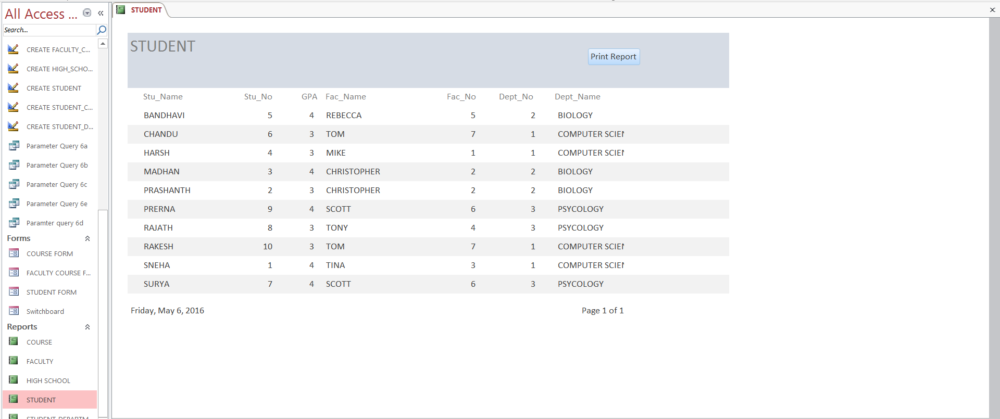 All Access ...
Search...
CREATE FACULTY_C...
CREATE HIGH_SCHO...
CREATE STUDENT
CREATE STUDENT_C...
CREATE STUDENT_D...
Parameter Query 6a
Parameter Query 6b
Parameter Query 6c
Parameter Query 6e
Paramter query 6d
Forms
COURSE FORM
FACULTY COURSE F...
STUDENT FORM
Switchboard
Reports
COURSE
FACULTY
HIGH SCHOOL
STUDENT
STUDENT DEPARTM
STUDENT
STUDENT
Print Report
Stu_Name Stu_No GPA Fac_Name Fac_No Dept_No Dept_Name
BANDHAVI 5 4 REBECCA 5 2 BIOLOGY
CHANDU 6 3 TOM 7 1 COMPUTER SCIEN
HARSH 4 3 MIKE 1 1 COMPUTER SCIEN
MADHAN 3 4 CHRISTOPHER 2 2 BIOLOGY
PRASHANTH 2 3 CHRISTOPHER 2 2 BIOLOGY
PRERNA 9 4 SCOTT 6 3 PSYCOLOGY
RAJATH 8 3 TONY 4 3 PSYCOLOGY
RAKESH 10 3 TOM 7 1 COMPUTER SCIEN
SNEHA 1 4 TINA 3 1 COMPUTER SCIEN
SURYA 7 4 SCOTT 6 3 PSYCOLOGY
Friday, May 6, 2016 Page 1 of 1